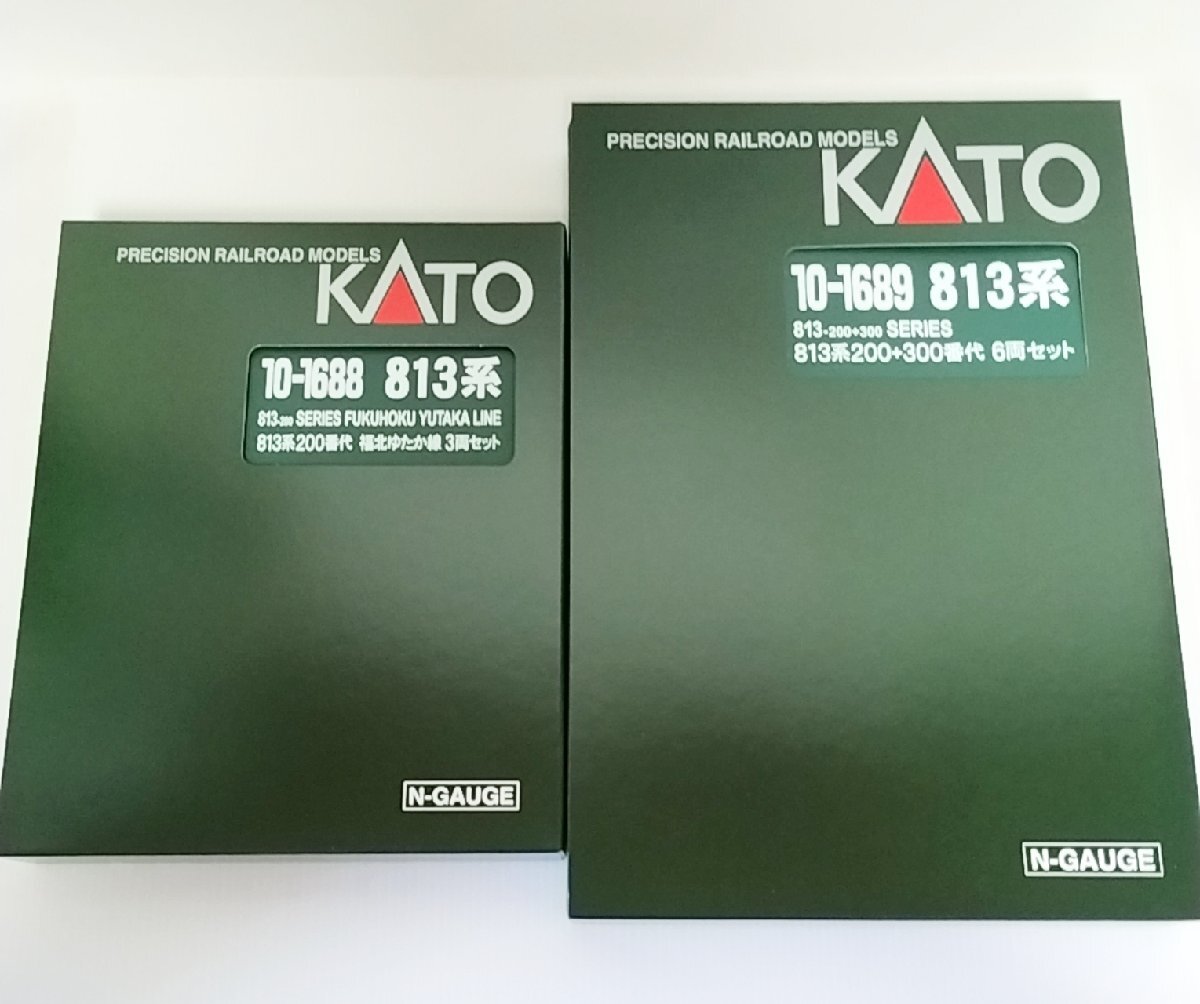 PRECISION RAILROAD MODELS
KATO
10-1688 813系
813-200 SERIES FUKUHOKU YUTAKA LINE
813系200番代 福北ゆたか線 3両セット
N-GAUGE
PRECISION RAILROAD MODELS
KATO
10-1689 813系
813-200+300 SERIES
813系200+300番代 6両セット
N-GAUGE